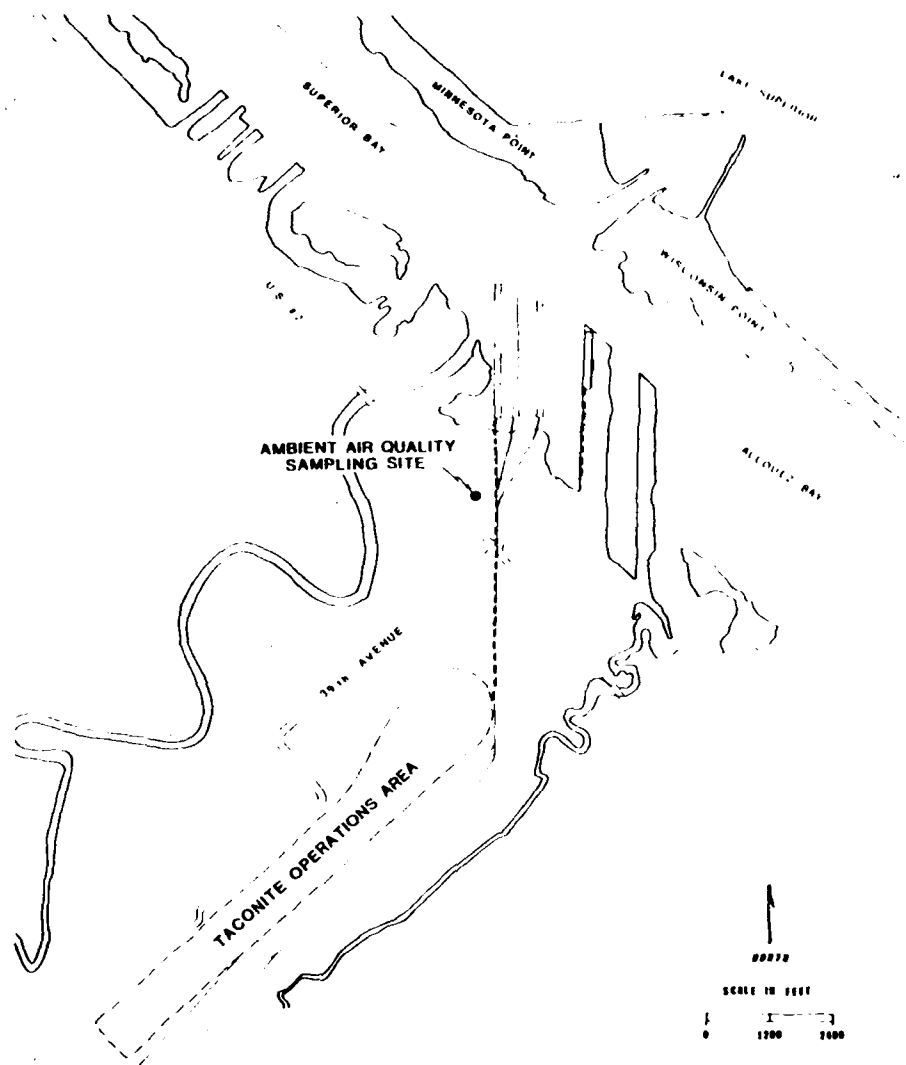 LAKE SUPERIOR
SUPERIOR BAY
MINNESOTA POINT
WISCONSIN POINT
U.S.
AMBIENT AIR QUALITY
SAMPLING SITE
ALLOUEZ BAY
39TH AVENUE
TACONITE OPERATIONS AREA
NORTH
SCALE IN FEET
0 1200 2400